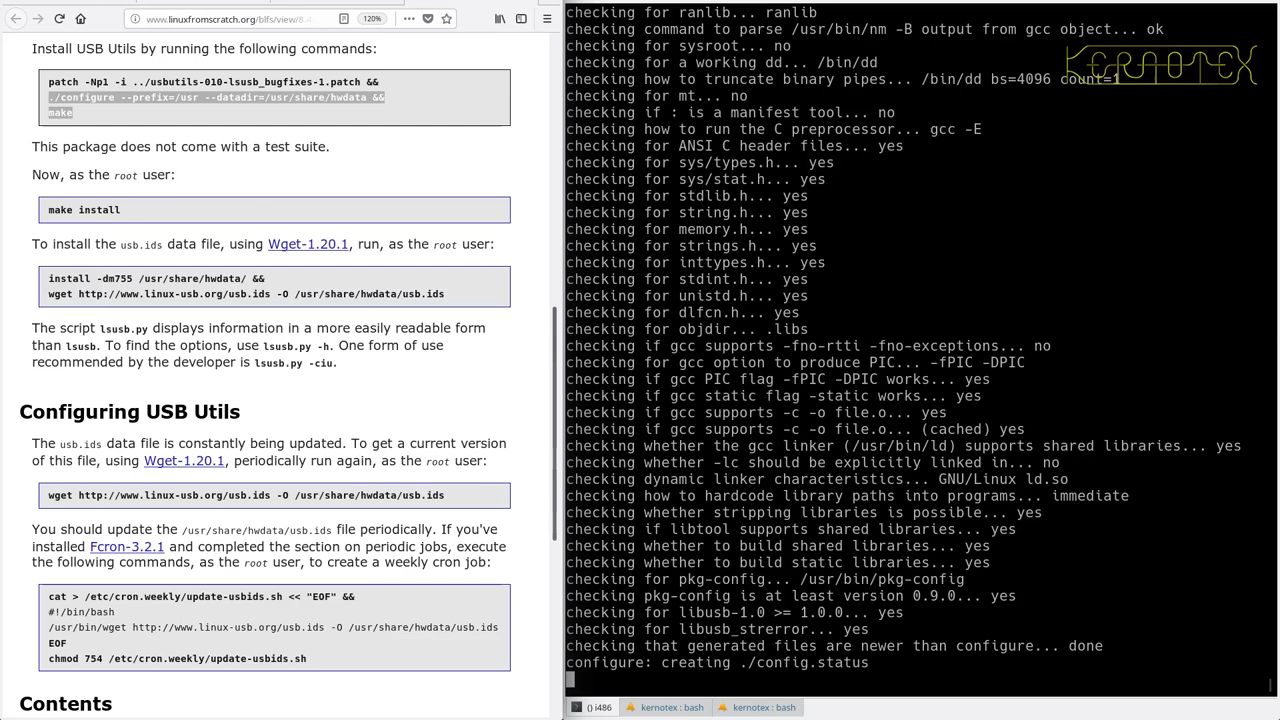 www.linuxfromscratch.org/blfs/view/8.4
120%
Install USB Utils by running the following commands:
patch -Np1 -i ../usbutils-010-lsusb_bugfixes-1.patch &&
./configure --prefix=/usr --datadir=/usr/share/hwdata &&
make
This package does not come with a test suite.
Now, as the root user:
make install
To install the usb.ids data file, using Wget-1.20.1, run, as the root user:
install -dm755 /usr/share/hwdata/ &&
wget http://www.linux-usb.org/usb.ids -O /usr/share/hwdata/usb.ids
The script lsusb.py displays information in a more easily readable form
than lsusb. To find the options, use lsusb.py -h. One form of use
recommended by the developer is lsusb.py -ciu.
Configuring USB Utils
The usb.ids data file is constantly being updated. To get a current version
of this file, using Wget-1.20.1, periodically run again, as the root user:
wget http://www.linux-usb.org/usb.ids -O /usr/share/hwdata/usb.ids
You should update the /usr/share/hwdata/usb.ids file periodically. If you've
installed Fcron-3.2.1 and completed the section on periodic jobs, execute
the following commands, as the root user, to create a weekly cron job:
cat > /etc/cron.weekly/update-usbids.sh << "EOF" &&
#!/bin/bash
/usr/bin/wget http://www.linux-usb.org/usb.ids -O /usr/share/hwdata/usb.ids
EOF
chmod 754 /etc/cron.weekly/update-usbids.sh
Contents
checking for ranlib... ranlib
checking command to parse /usr/bin/nm -B output from gcc object... ok
checking for sysroot... no
checking for a working dd... /bin/dd
checking how to truncate binary pipes... /bin/dd bs=4096 count=1
checking for mt... no
checking if : is a manifest tool... no
checking how to run the C preprocessor... gcc -E
checking for ANSI C header files... yes
checking for sys/types.h... yes
checking for sys/stat.h... yes
checking for stdlib.h... yes
checking for string.h... yes
checking for memory.h... yes
checking for strings.h... yes
checking for inttypes.h... yes
checking for stdint.h... yes
checking for unistd.h... yes
checking for dlfcn.h... yes
checking for objdir... .libs
checking if gcc supports -fno-rtti -fno-exceptions... no
checking for gcc option to produce PIC... -fPIC -DPIC
checking if gcc PIC flag -fPIC -DPIC works... yes
checking if gcc static flag -static works... yes
checking if gcc supports -c -o file.o... yes
checking if gcc supports -c -o file.o... (cached) yes
checking whether the gcc linker (/usr/bin/ld) supports shared libraries... yes
checking whether -lc should be explicitly linked in... no
checking dynamic linker characteristics... GNU/Linux ld.so
checking how to hardcode library paths into programs... immediate
checking whether stripping libraries is possible... yes
checking if libtool supports shared libraries... yes
checking whether to build shared libraries... yes
checking whether to build static libraries... yes
checking for pkg-config... /usr/bin/pkg-config
checking pkg-config is at least version 0.9.0... yes
checking for libusb-1.0 >= 1.0.0... yes
checking for libusb_strerror... yes
checking that generated files are newer than configure... done
configure: creating ./config.status
KERNOTEX
() i486
kernotex : bash
kernotex : bash